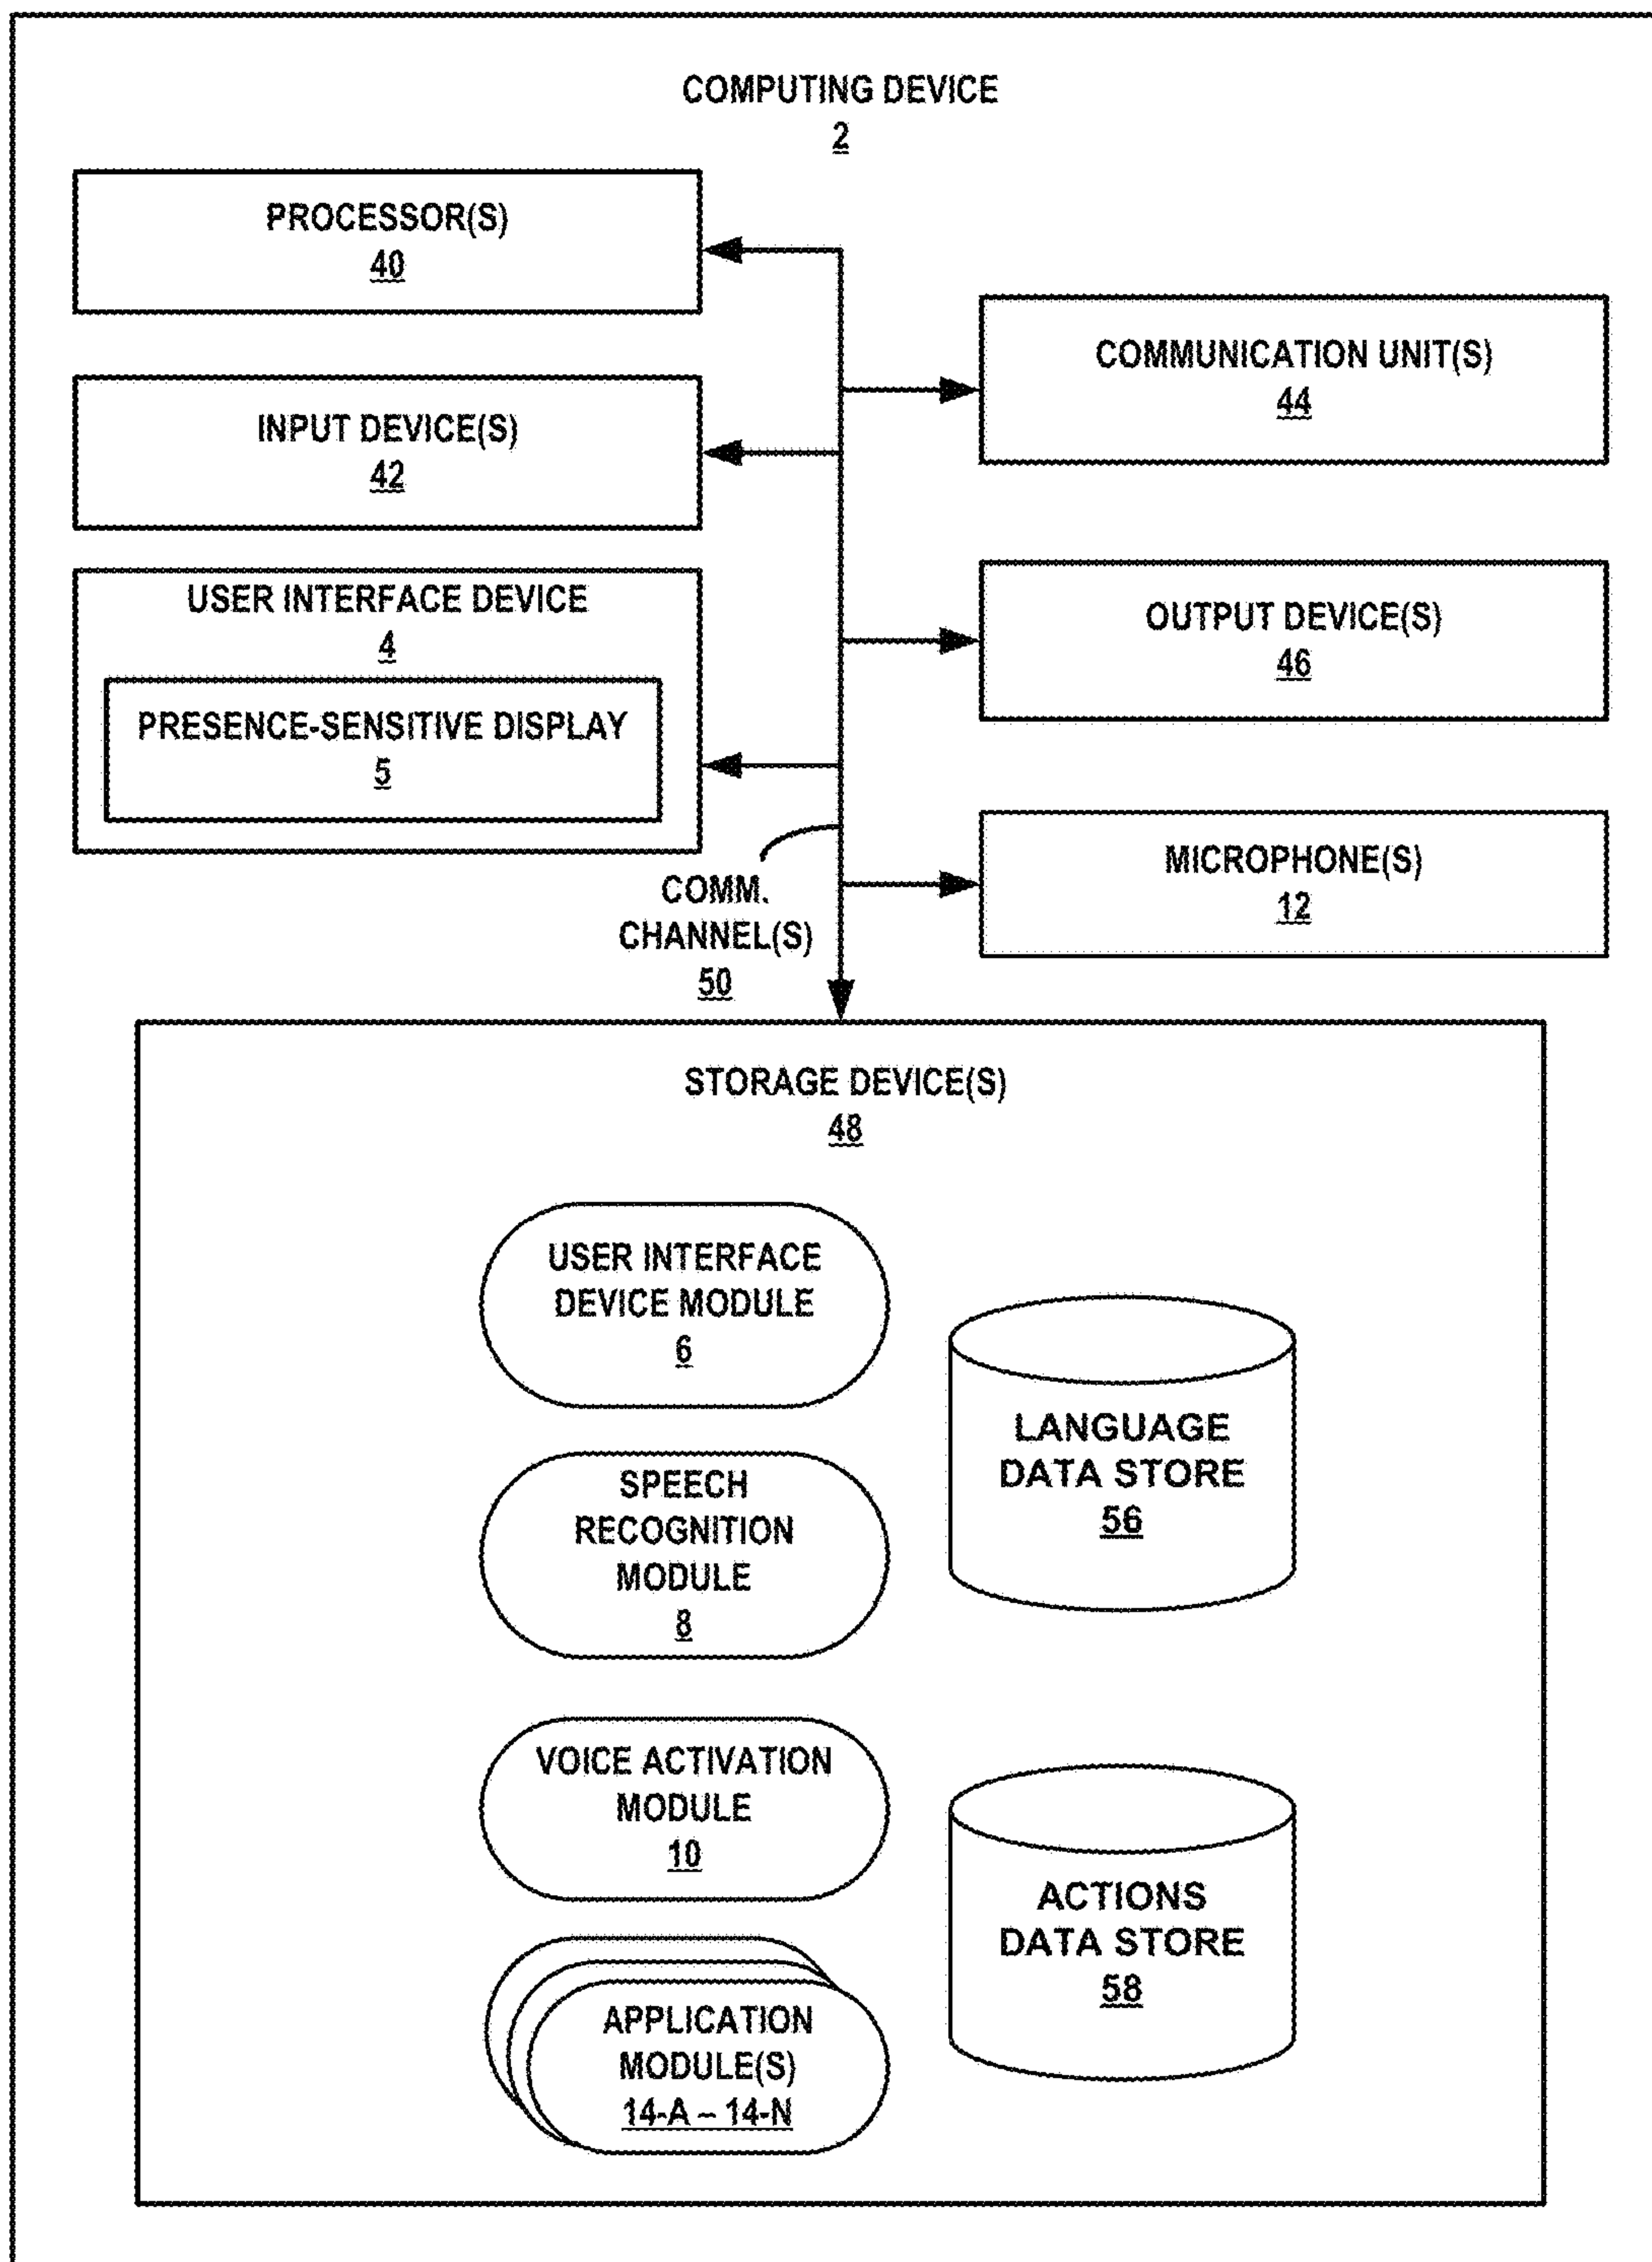 COMPUTING DEVICE
2
PROCESSOR(S)
40
COMMUNICATION UNIT(S)
44
INPUT DEVICE(S)
42
USER INTERFACE DEVICE
4
PRESENCE-SENSITIVE DISPLAY
5
OUTPUT DEVICE(S)
46
MICROPHONE(S)
12
COMM.
CHANNEL(S)
50
STORAGE DEVICE(S)
48
USER INTERFACE
DEVICE MODULE
6
LANGUAGE
DATA STORE
56
SPEECH
RECOGNITION
MODULE
8
VOICE ACTIVATION
MODULE
10
ACTIONS
DATA STORE
58
APPLICATION
MODULE(S)
14-A – 14-N